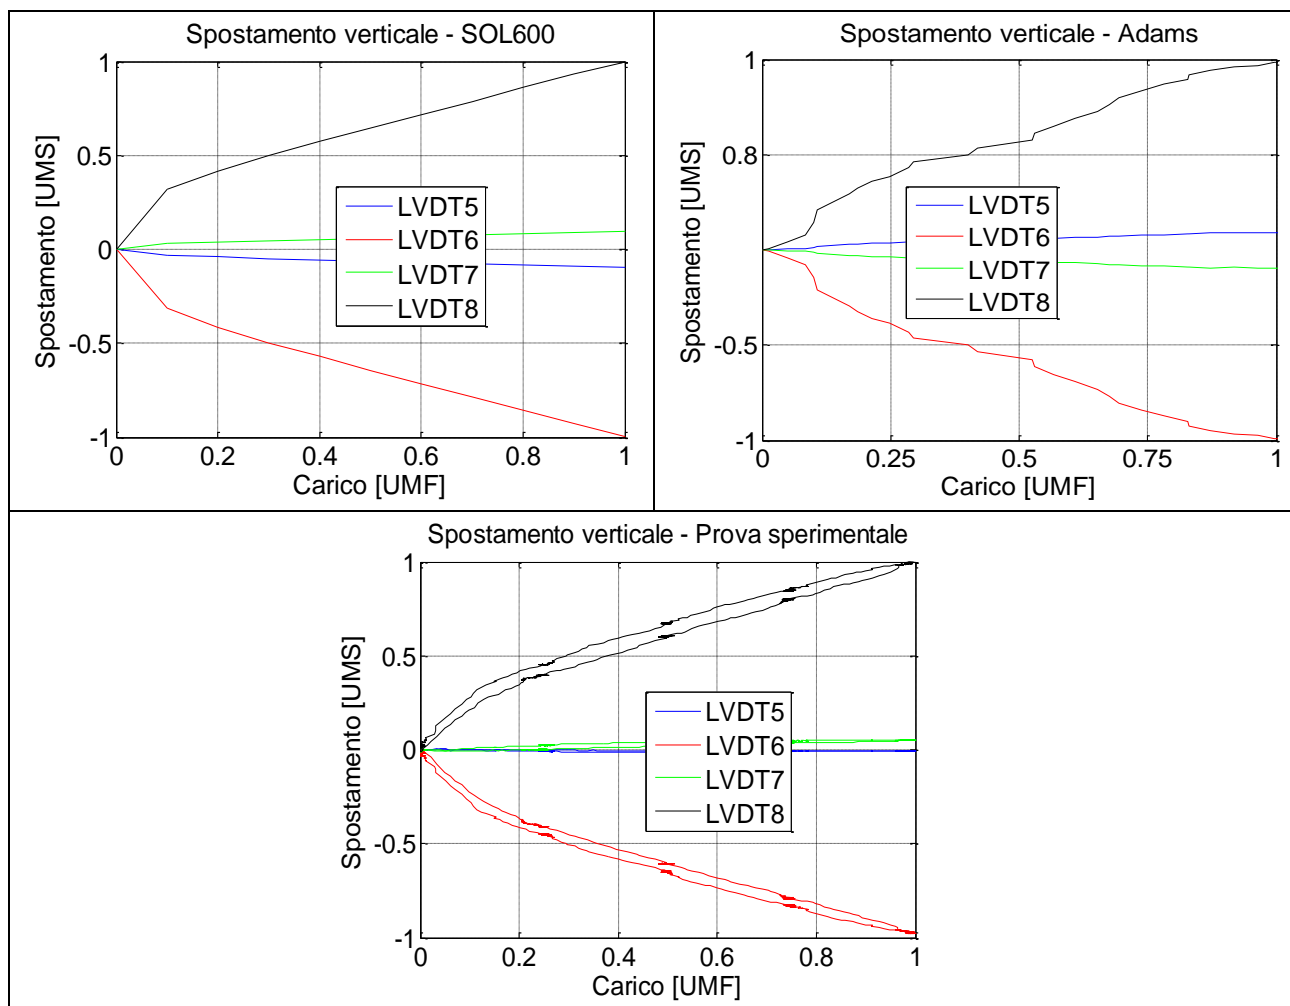 Spostamento verticale - SOL600
1
0.5
0
-0.5
-1
Spostamento [UMS]
LVDT5
LVDT6
LVDT7
LVDT8
0 0.2 0.4 0.6 0.8 1
Carico [UMF]
Spostamento verticale - Adams
1
0.8
-0.5
-1
Spostamento [UMS]
LVDT5
LVDT6
LVDT7
LVDT8
0 0.25 0.5 0.75 1
Carico [UMF]
Spostamento verticale - Prova sperimentale
1
0.5
0
-0.5
-1
Spostamento [UMS]
LVDT5
LVDT6
LVDT7
LVDT8
0 0.2 0.4 0.6 0.8 1
Carico [UMF]